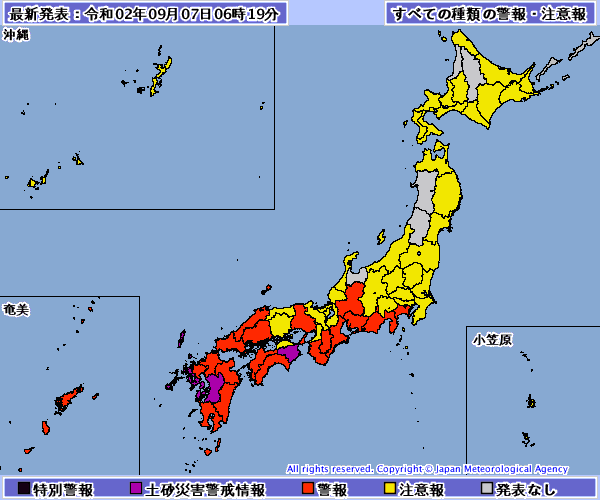 最新発表：令和02年09月07日06時19分
すべての種類の警報・注意報
沖縄
奄美
小笠原
All rights reserved. Copyright © Japan Meteorological Agency
特別警報 土砂災害警戒情報 警報 注意報 発表なし